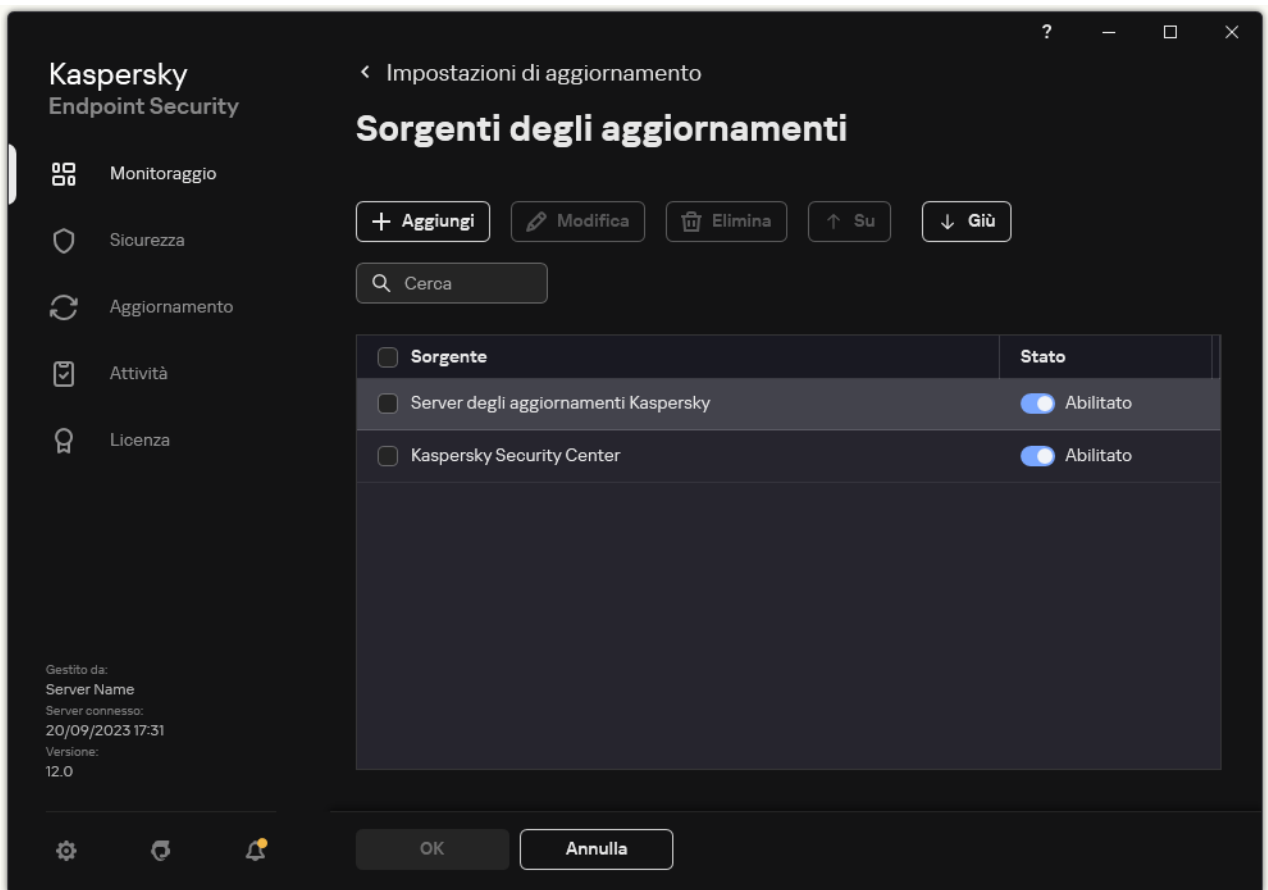 ?
Kaspersky
Endpoint Security
Impostazioni di aggiornamento
Sorgenti degli aggiornamenti
Monitoraggio
Sicurezza
Aggiornamento
Attività
Licenza
Aggiungi
Modifica
Elimina
Su
Giù
Cerca
Sorgente Stato
Server degli aggiornamenti Kaspersky Abilitato
Kaspersky Security Center Abilitato
Gestito da:
Server Name
Server connesso:
20/09/2023 17:31
Versione:
12.0
OK
Annulla